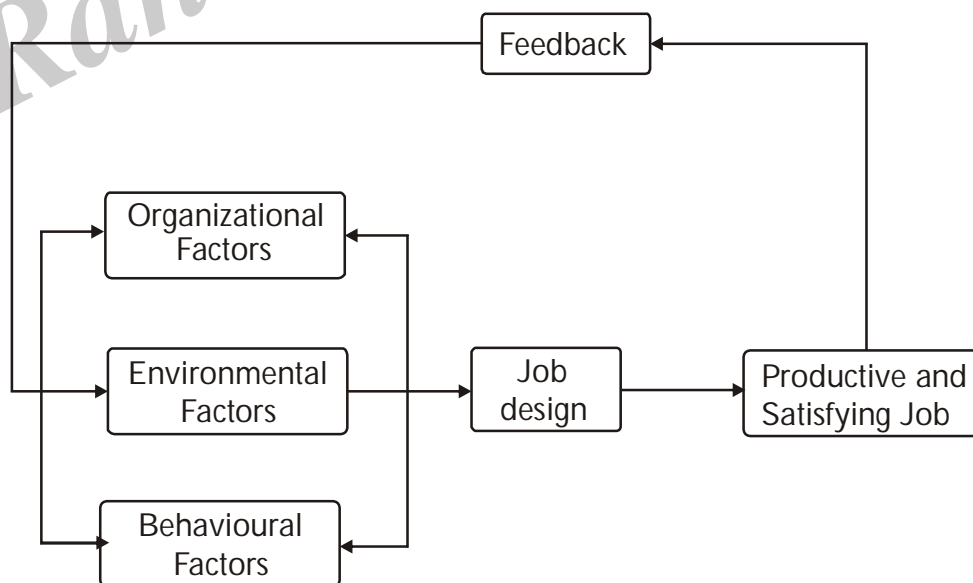 Feedback
Organizational
Factors
Environmental
Factors
Job
design
Productive and
Satisfying Job
Behavioural
Factors